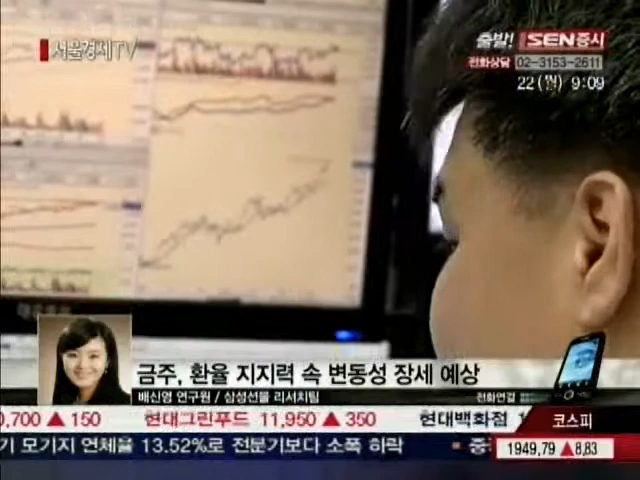 서울경제TV
출발! SEN증시
전화상담 02-3153-2611
22(월) 9:09
금주, 환율 지지력 속 변동성 장세 예상
배신영 연구원 / 삼성선물 리서치팀
전화연결
0,700 ▲ 150 현대그린푸드 11,950 ▲ 350 현대백화점
코스피
기 모기지 연체율 13.52%로 전분기보다 소폭 하락
1949,79 ▲ 8,83